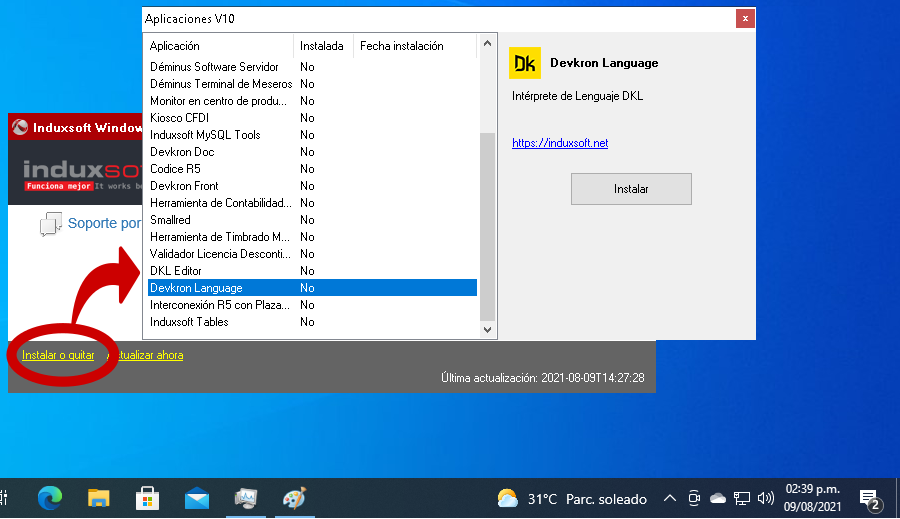 Aplicaciones V10
x
Aplicación Instalada Fecha instalación
Déminus Software Servidor No
Déminus Terminal de Meseros No
Monitor en centro de produ... No
Kiosco CFDI No
Induxsoft MySQL Tools No
Devkron Doc No
Codice R5 No
Devkron Front No
Herramienta de Contabilidad... No
Smallred No
Herramienta de Timbrado M... No
Validador Licencia Desconti... No
DKL Editor No
Devkron Language No
Interconexión R5 con Plaza... No
Induxsoft Tables No
Dk Devkron Language
Intérprete de Lenguaje DKL
https://induxsoft.net
Instalar
Induxsoft Window
induxso
Funciona mejor It works be
Soporte por
Instalar o quitar
ctualizar ahora
Última actualización: 2021-08-09T14:27:28
31°C Parc. soleado
02:39 p.m.
09/08/2021
2